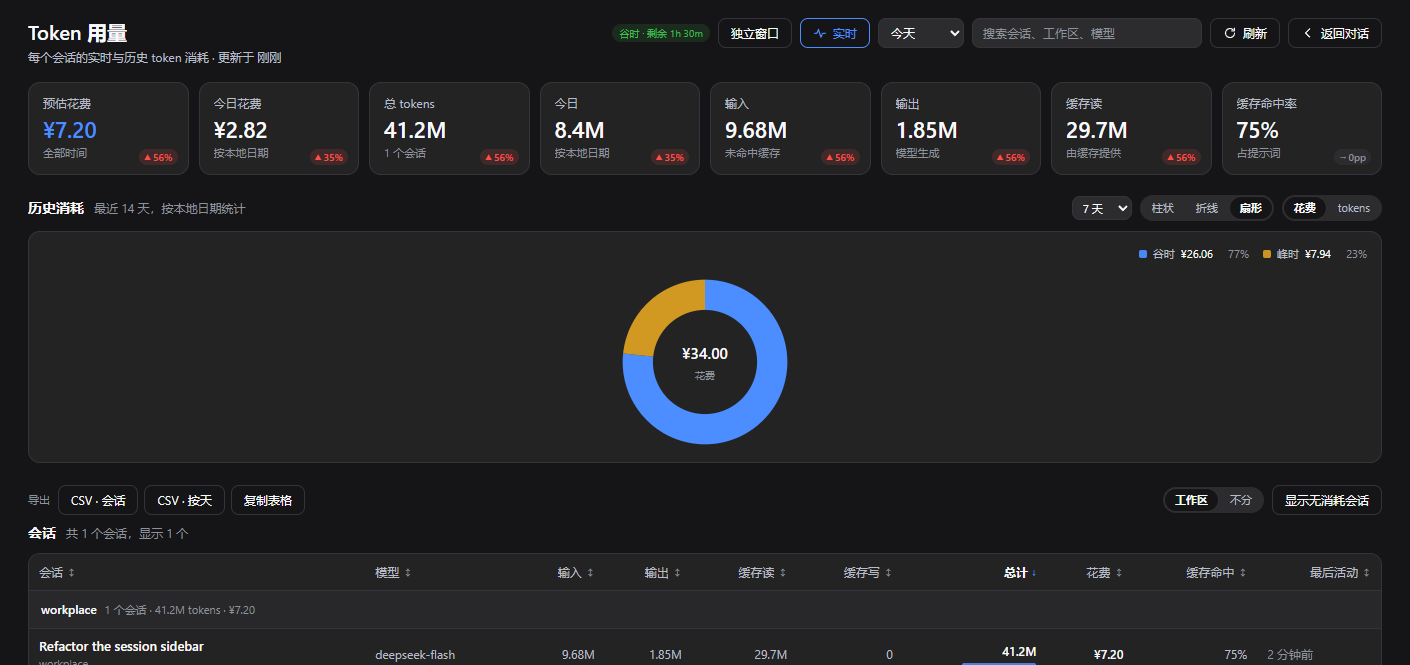 Token 用量
谷时 · 剩余 1h 30m
独立窗口
实时
今天
搜索会话、工作区、模型
刷新
返回对话
每个会话的实时与历史 token 消耗 · 更新于 刚刚
预估花费
¥7.20
全部时间
▲56%
今日花费
¥2.82
按本地日期
▲35%
总 tokens
41.2M
1 个会话
▲56%
今日
8.4M
按本地日期
▲35%
输入
9.68M
未命中缓存
▲56%
输出
1.85M
模型生成
▲56%
缓存读
29.7M
由缓存提供
▲56%
缓存命中率
75%
占提示词
→0pp
历史消耗 最近 14 天，按本地日期统计
7 天
柱状 折线 扇形
花费 tokens
谷时 ¥26.06 77% 峰时 ¥7.94 23%
¥34.00
花费
导出 CSV · 会话 CSV · 按天 复制表格
工作区 不分 显示无消耗会话
会话 共 1 个会话，显示 1 个
会话 ↕ 模型 ↕ 输入 ↕ 输出 ↕ 缓存读 ↕ 缓存写 ↕ 总计 ↓ 花费 ↕ 缓存命中 ↕ 最后活动 ↕
workplace 1 个会话 · 41.2M tokens · ¥7.20
Refactor the session sidebar
workplace
deepseek-flash 9.68M 1.85M 29.7M 0 41.2M ¥7.20 75% 2 分钟前